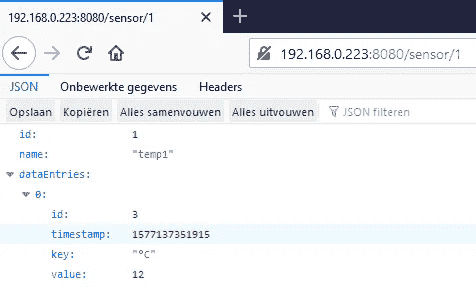 192.168.0.223:8080/sensor/1
192.168.0.223:8080/sensor/1
JSON Onbewerkte gegevens Headers
Opslaan Kopiëren Alles samenvouwen Alles uitvouwen JSON filteren
id: 1
name: "temp1"
dataEntries:
0:
id: 3
timestamp: 1577137351915
key: "°C"
value: 12